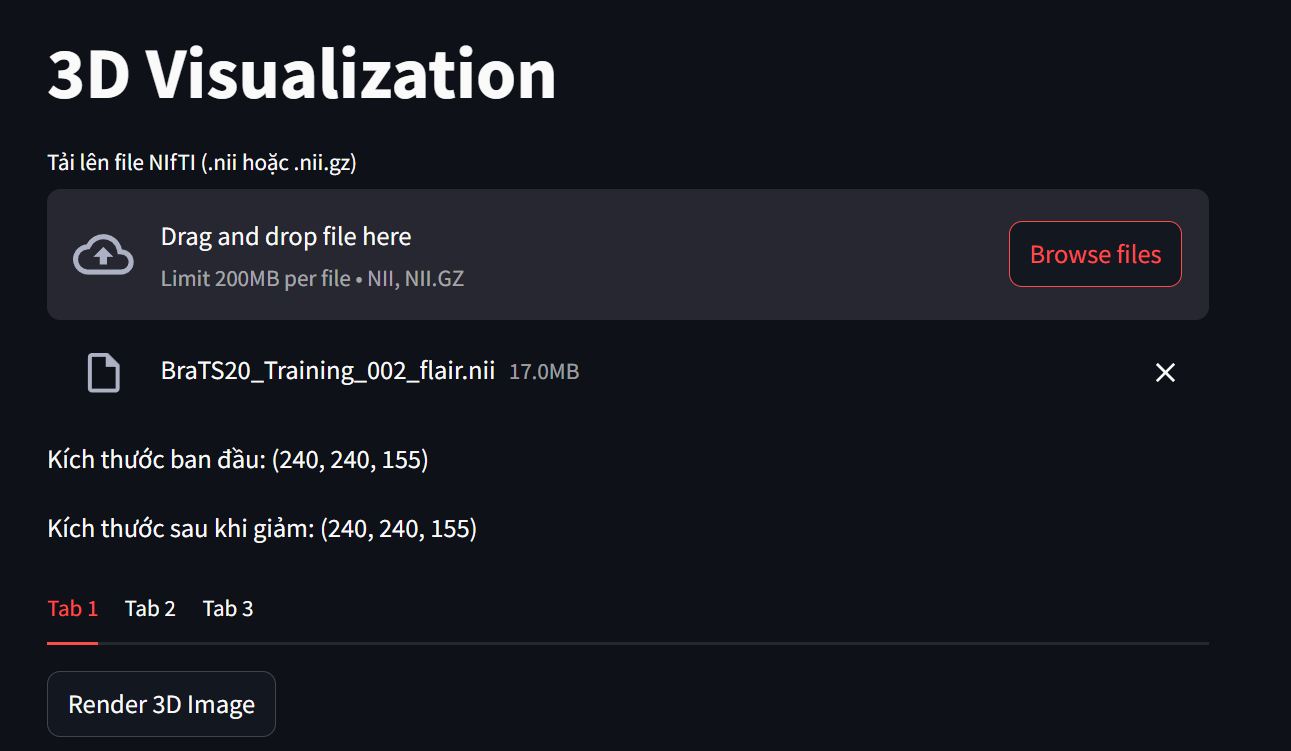 3D Visualization
Tải lên file NIfTI (.nii hoặc .nii.gz)
Drag and drop file here
Limit 200MB per file • NII, NII.GZ
Browse files
BraTS20_Training_002_flair.nii 17.0MB
Kích thước ban đầu: (240, 240, 155)
Kích thước sau khi giảm: (240, 240, 155)
Tab 1 Tab 2 Tab 3
Render 3D Image